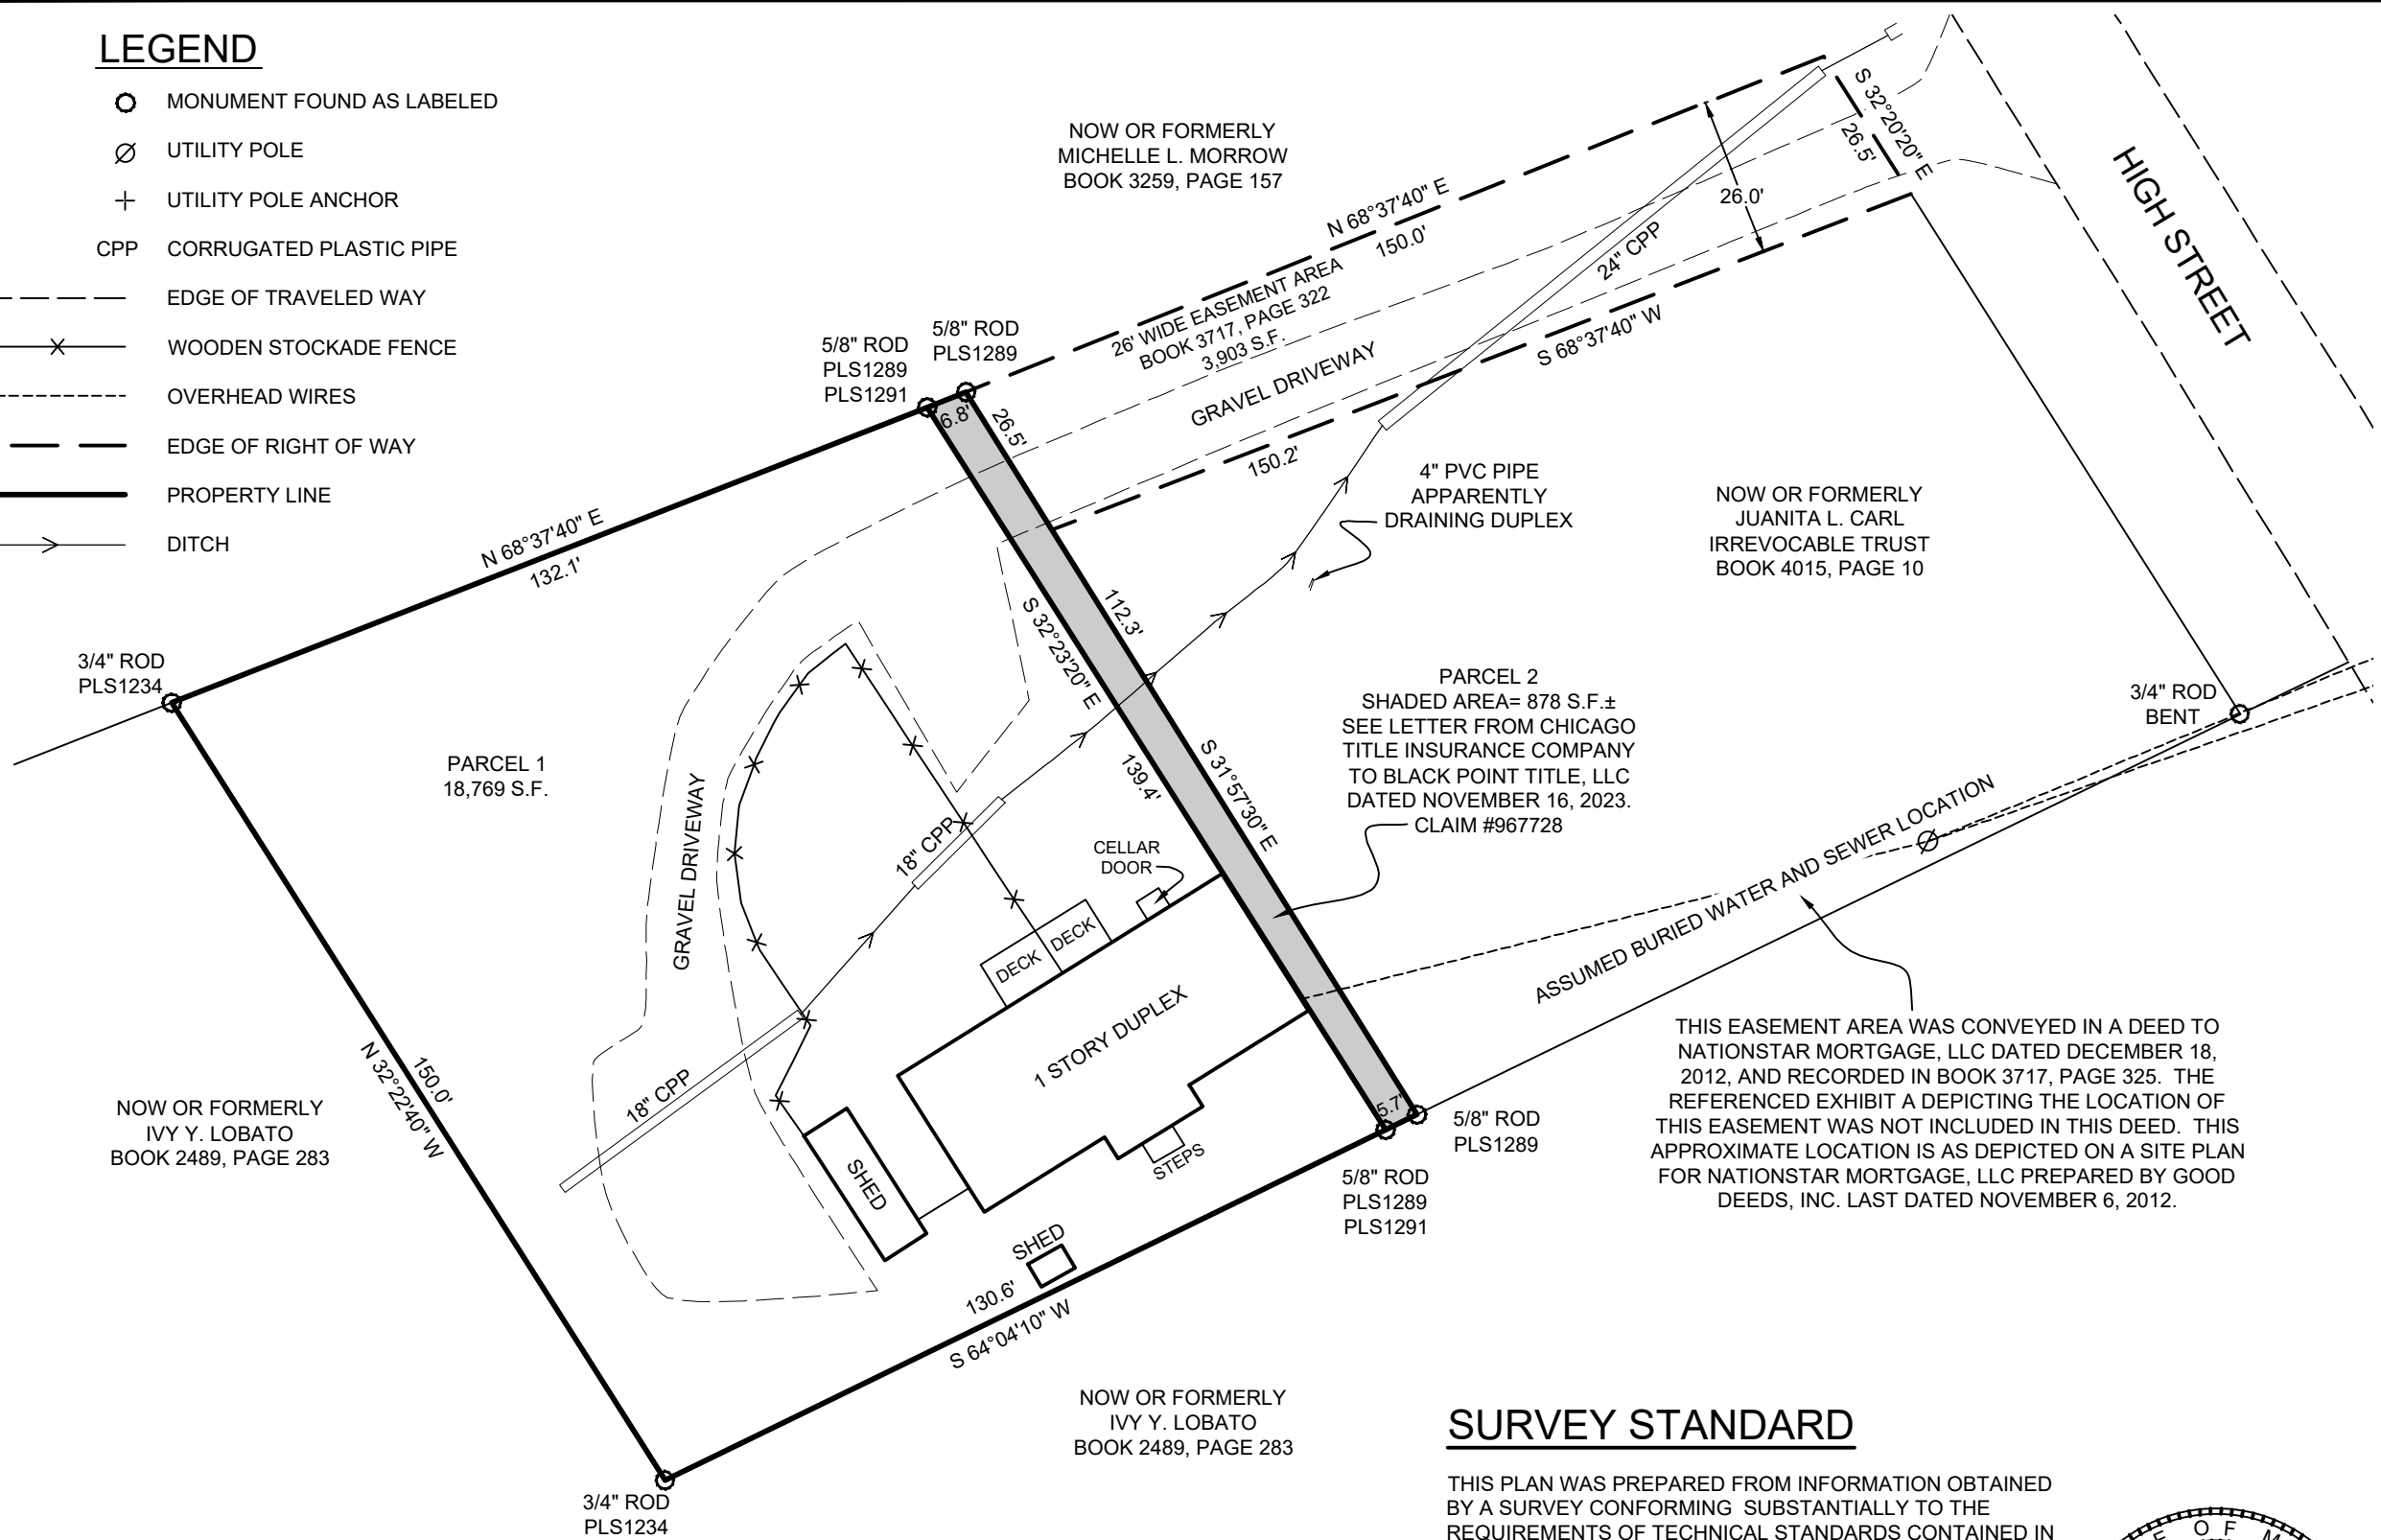 LEGEND
MONUMENT FOUND AS LABELED
UTILITY POLE
UTILITY POLE ANCHOR
CPP CORRUGATED PLASTIC PIPE
EDGE OF TRAVELED WAY
WOODEN STOCKADE FENCE
OVERHEAD WIRES
EDGE OF RIGHT OF WAY
PROPERTY LINE
DITCH
NOW OR FORMERLY
MICHELLE L. MORROW
BOOK 3259, PAGE 157
S 32°20'20" E
26.5'
26.0'
HIGH STREET
N 68°37'40" E
150.0'
24" CPP
26' WIDE EASEMENT AREA
BOOK 3717, PAGE 322
3,903 S.F.
GRAVEL DRIVEWAY
S 68°37'40" W
150.2'
5/8" ROD
PLS1289
PLS1291
5/8" ROD
PLS1289
6.8'
26.5'
4" PVC PIPE
APPARENTLY
DRAINING DUPLEX
NOW OR FORMERLY
JUANITA L. CARL
IRREVOCABLE TRUST
BOOK 4015, PAGE 10
N 68°37'40" E
132.1'
3/4" ROD
PLS1234
S 32°23'20" E
139.4'
112.3'
S 31°57'30" E
PARCEL 2
SHADED AREA= 878 S.F.±
SEE LETTER FROM CHICAGO
TITLE INSURANCE COMPANY
TO BLACK POINT TITLE, LLC
DATED NOVEMBER 16, 2023.
CLAIM #967728
3/4" ROD
BENT
PARCEL 1
18,769 S.F.
GRAVEL DRIVEWAY
18" CPP
CELLAR
DOOR
DECK
DECK
1 STORY DUPLEX
ASSUMED BURIED WATER AND SEWER LOCATION
THIS EASEMENT AREA WAS CONVEYED IN A DEED TO
NATIONSTAR MORTGAGE, LLC DATED DECEMBER 18,
2012, AND RECORDED IN BOOK 3717, PAGE 325. THE
REFERENCED EXHIBIT A DEPICTING THE LOCATION OF
THIS EASEMENT WAS NOT INCLUDED IN THIS DEED. THIS
APPROXIMATE LOCATION IS AS DEPICTED ON A SITE PLAN
FOR NATIONSTAR MORTGAGE, LLC PREPARED BY GOOD
DEEDS, INC. LAST DATED NOVEMBER 6, 2012.
150.0'
N 32°22'40" W
18" CPP
NOW OR FORMERLY
IVY Y. LOBATO
BOOK 2489, PAGE 283
SHED
STEPS
5.7'
5/8" ROD
PLS1289
5/8" ROD
PLS1289
PLS1291
SHED
130.6'
S 64°04'10" W
NOW OR FORMERLY
IVY Y. LOBATO
BOOK 2489, PAGE 283
3/4" ROD
PLS1234
SURVEY STANDARD
THIS PLAN WAS PREPARED FROM INFORMATION OBTAINED
BY A SURVEY CONFORMING SUBSTANTIALLY TO THE
REQUIREMENTS OF TECHNICAL STANDARDS CONTAINED IN